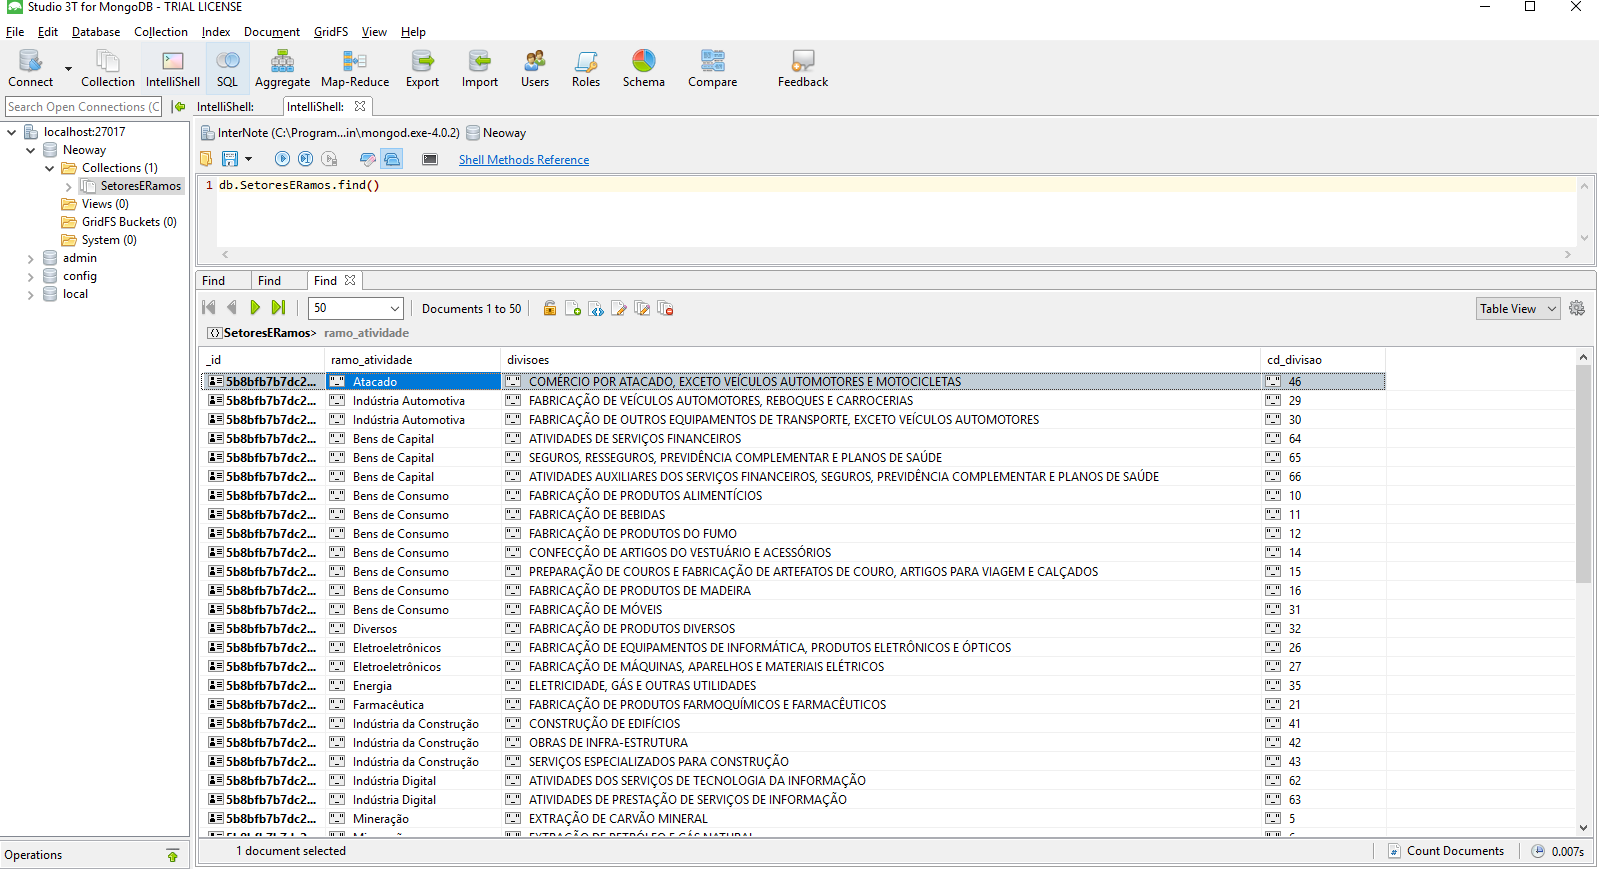 Studio 3T for MongoDB - TRIAL LICENSE
File Edit Database Collection Index Document GridFS View Help
Connect Collection IntelliShell SQL Aggregate Map-Reduce Export Import Users Roles Schema Compare Feedback
Search Open Connections (C
IntelliShell: IntelliShell:
localhost:27017
Neoway
Collections (1)
SetoresERamos
Views (0)
GridFS Buckets (0)
System (0)
admin
config
local
InterNote (C:\Program...in\mongod.exe-4.0.2) Neoway
Shell Methods Reference
1 db.SetoresERamos.find()
Find Find Find
50 Documents 1 to 50 Table View
SetoresERamos> ramo_atividade
_id ramo_atividade divisoes cd_divisao
5b8bfb7b7dc2... Atacado COMÉRCIO POR ATACADO, EXCETO VEÍCULOS AUTOMOTORES E MOTOCICLETAS 46
5b8bfb7b7dc2... Indústria Automotiva FABRICAÇÃO DE VEÍCULOS AUTOMOTORES, REBOQUES E CARROCERIAS 29
5b8bfb7b7dc2... Indústria Automotiva FABRICAÇÃO DE OUTROS EQUIPAMENTOS DE TRANSPORTE, EXCETO VEÍCULOS AUTOMOTORES 30
5b8bfb7b7dc2... Bens de Capital ATIVIDADES DE SERVIÇOS FINANCEIROS 64
5b8bfb7b7dc2... Bens de Capital SEGUROS, RESSEGUROS, PREVIDÊNCIA COMPLEMENTAR E PLANOS DE SAÚDE 65
5b8bfb7b7dc2... Bens de Capital ATIVIDADES AUXILIARES DOS SERVIÇOS FINANCEIROS, SEGUROS, PREVIDÊNCIA COMPLEMENTAR E PLANOS DE SAÚDE 66
5b8bfb7b7dc2... Bens de Consumo FABRICAÇÃO DE PRODUTOS ALIMENTÍCIOS 10
5b8bfb7b7dc2... Bens de Consumo FABRICAÇÃO DE BEBIDAS 11
5b8bfb7b7dc2... Bens de Consumo FABRICAÇÃO DE PRODUTOS DO FUMO 12
5b8bfb7b7dc2... Bens de Consumo CONFECÇÃO DE ARTIGOS DO VESTUÁRIO E ACESSÓRIOS 14
5b8bfb7b7dc2... Bens de Consumo PREPARAÇÃO DE COUROS E FABRICAÇÃO DE ARTEFATOS DE COURO, ARTIGOS PARA VIAGEM E CALÇADOS 15
5b8bfb7b7dc2... Bens de Consumo FABRICAÇÃO DE PRODUTOS DE MADEIRA 16
5b8bfb7b7dc2... Bens de Consumo FABRICAÇÃO DE MÓVEIS 31
5b8bfb7b7dc2... Diversos FABRICAÇÃO DE PRODUTOS DIVERSOS 32
5b8bfb7b7dc2... Eletroeletrônicos FABRICAÇÃO DE EQUIPAMENTOS DE INFORMÁTICA, PRODUTOS ELETRÔNICOS E ÓPTICOS 26
5b8bfb7b7dc2... Eletroeletrônicos FABRICAÇÃO DE MÁQUINAS, APARELHOS E MATERIAIS ELÉTRICOS 27
5b8bfb7b7dc2... Energia ELETRICIDADE, GÁS E OUTRAS UTILIDADES 35
5b8bfb7b7dc2... Farmacêutica FABRICAÇÃO DE PRODUTOS FARMOQUÍMICOS E FARMACÊUTICOS 21
5b8bfb7b7dc2... Indústria da Construção CONSTRUÇÃO DE EDIFÍCIOS 41
5b8bfb7b7dc2... Indústria da Construção OBRAS DE INFRA-ESTRUTURA 42
5b8bfb7b7dc2... Indústria da Construção SERVIÇOS ESPECIALIZADOS PARA CONSTRUÇÃO 43
5b8bfb7b7dc2... Indústria Digital ATIVIDADES DOS SERVIÇOS DE TECNOLOGIA DA INFORMAÇÃO 62
5b8bfb7b7dc2... Indústria Digital ATIVIDADES DE PRESTAÇÃO DE SERVIÇOS DE INFORMAÇÃO 63
5b8bfb7b7dc2... Mineração EXTRAÇÃO DE CARVÃO MINERAL 5
5b8bfb7b7dc2... Mineração EXTRAÇÃO DE PETRÓLEO E GÁS NATURAL 6
Operations
1 document selected Count Documents 0.007s